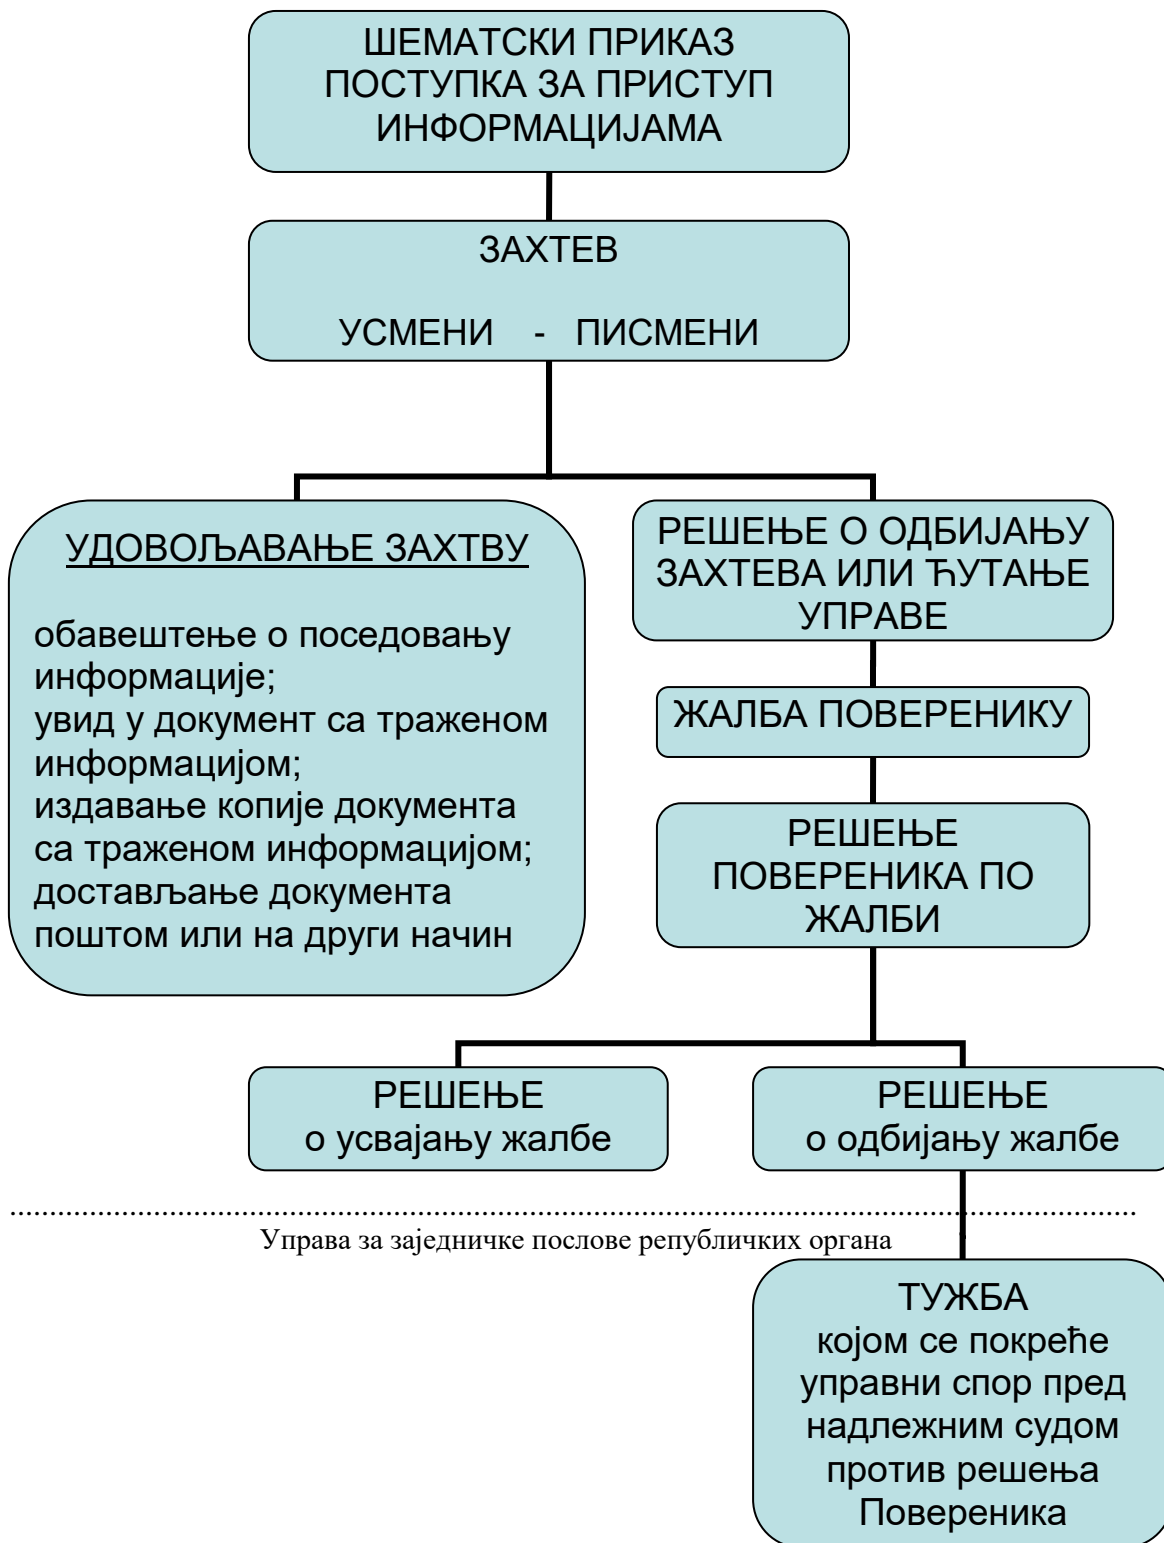 ШЕМАТСКИ ПРИКАЗ
ПОСТУПКА ЗА ПРИСТУП
ИНФОРМАЦИЈАМА
ЗАХТЕВ
УСМЕНИ - ПИСМЕНИ
УДОВОЉАВАЊЕ ЗАХТВУ
обавештење о поседовању
информације;
увид у документ са траженом
информацијом;
издавање копије документа
са траженом информацијом;
достављање документа
поштом или на други начин
РЕШЕЊЕ О ОДБИЈАЊУ
ЗАХТЕВА ИЛИ ЋУТАЊЕ
УПРАВЕ
ЖАЛБА ПОВЕРЕНИКУ
РЕШЕЊЕ
ПОВЕРЕНИКА ПО
ЖАЛБИ
РЕШЕЊЕ
о усвајању жалбе
РЕШЕЊЕ
о одбијању жалбе
Управа за заједничке послове републичких органа
ТУЖБА
којом се покреће
управни спор пред
надлежним судом
против решења
Повереника